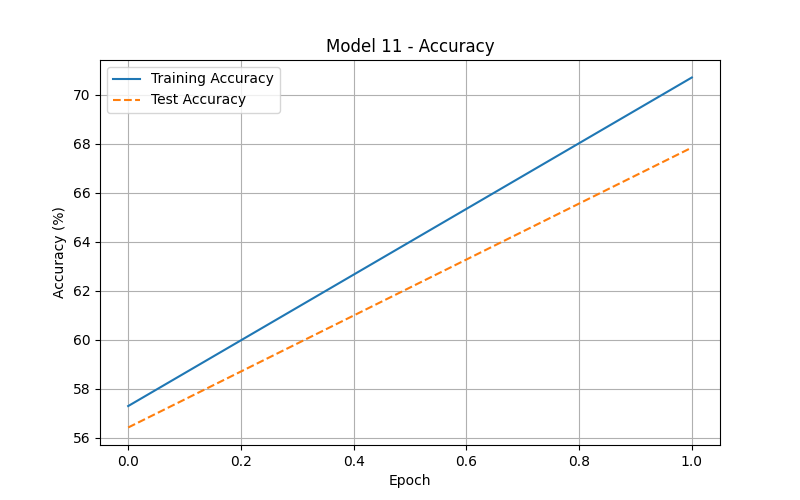 Model 11 - Accuracy
Training Accuracy
Test Accuracy
70
68
66
64
62
60
58
56
Accuracy (%)
0.0 0.2 0.4 0.6 0.8 1.0
Epoch